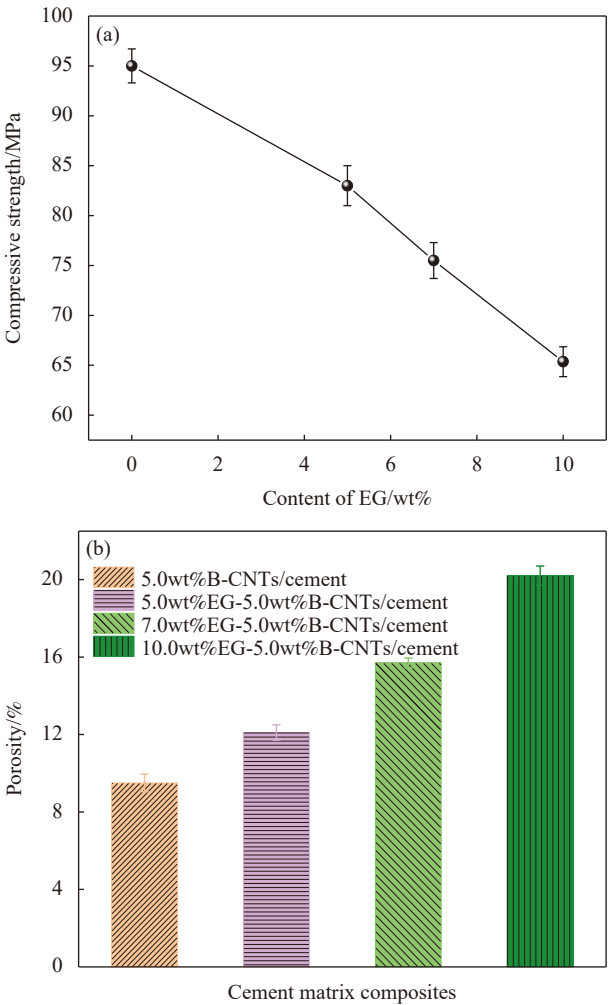 (a)
100
95
90
85
80
75
70
65
60
Compressive strength/MPa
0 2 4 6 8 10
Content of EG/wt%
(b)
5.0wt%B-CNTs/cement
5.0wt%EG-5.0wt%B-CNTs/cement
7.0wt%EG-5.0wt%B-CNTs/cement
10.0wt%EG-5.0wt%B-CNTs/cement
20
16
12
8
4
0
Porosity/%
Cement matrix composites